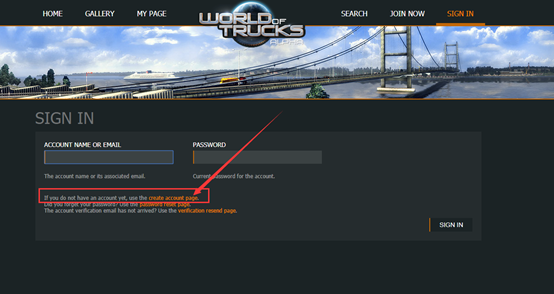 HOME GALLERY MY PAGE WORLD OF TRUCKS SEARCH JOIN NOW SIGN IN
SIGN IN
ACCOUNT NAME OR EMAIL PASSWORD
The account name or its associated email. Current password for the account.
If you do not have an account yet, use the create account page.
Did you forget your password? Use the password reset page.
The account verification email has not arrived? Use the verification resend page.
SIGN IN